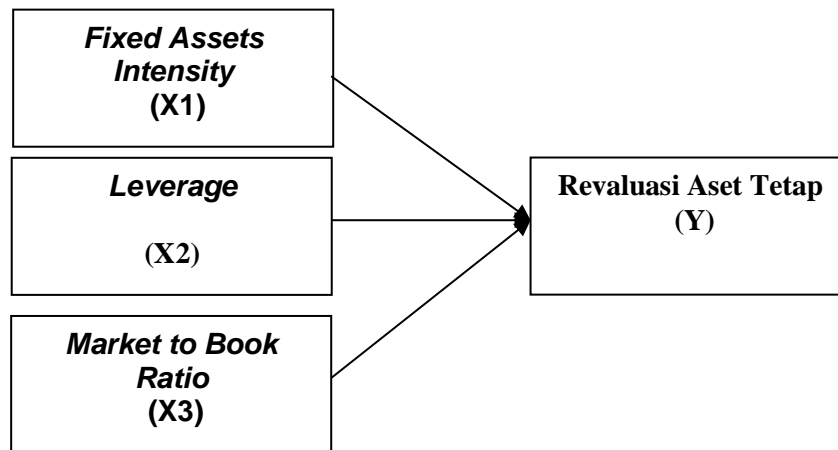 Fixed Assets
Intensity
(X1)
Leverage
(X2)
Market to Book
Ratio
(X3)
Revaluasi Aset Tetap
(Y)